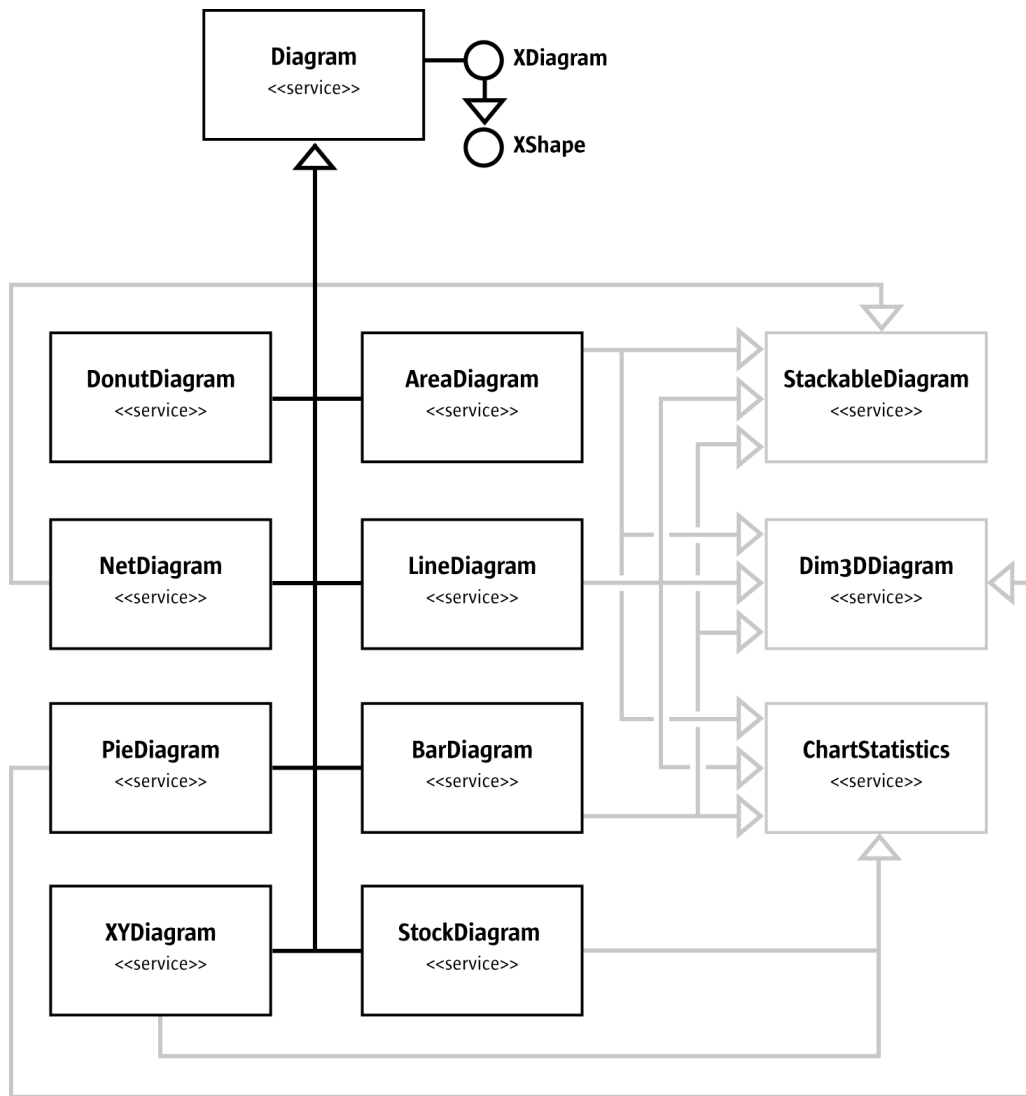 Diagram
<<service>>
XDiagram
XShape
DonutDiagram
<<service>>
AreaDiagram
<<service>>
StackableDiagram
<<service>>
NetDiagram
<<service>>
LineDiagram
<<service>>
Dim3DDiagram
<<service>>
PieDiagram
<<service>>
BarDiagram
<<service>>
ChartStatistics
<<service>>
XYDiagram
<<service>>
StockDiagram
<<service>>